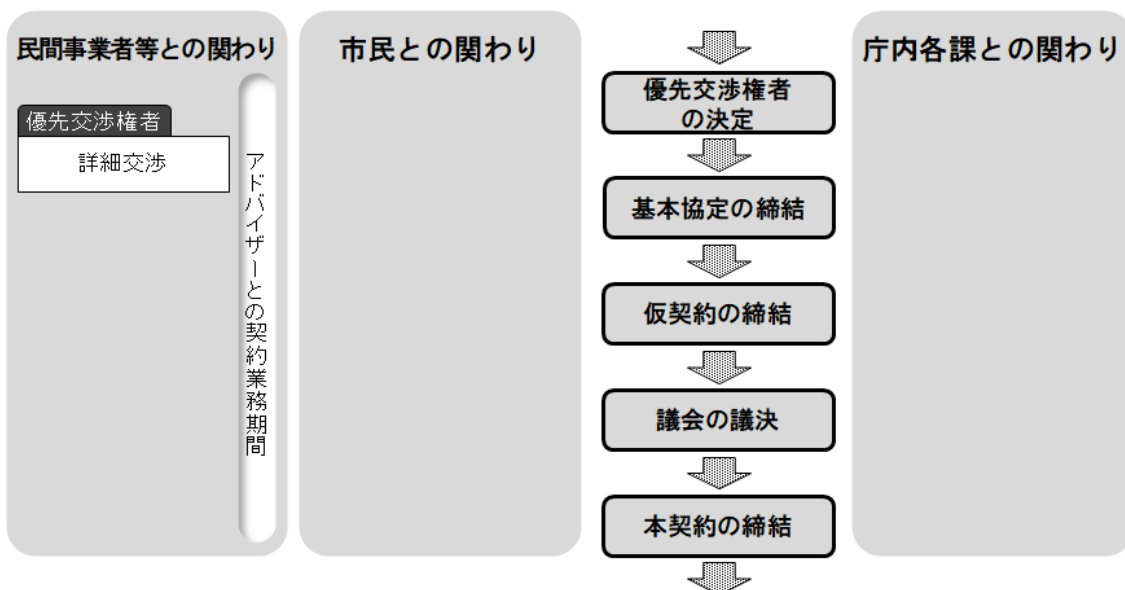 民間事業者等との関わり
優先交渉権者
詳細交渉
アドバイザーとの契約業務期間
市民との関わり
優先交渉権者
の決定
基本協定の締結
仮契約の締結
議会の議決
本契約の締結
庁内各課との関わり